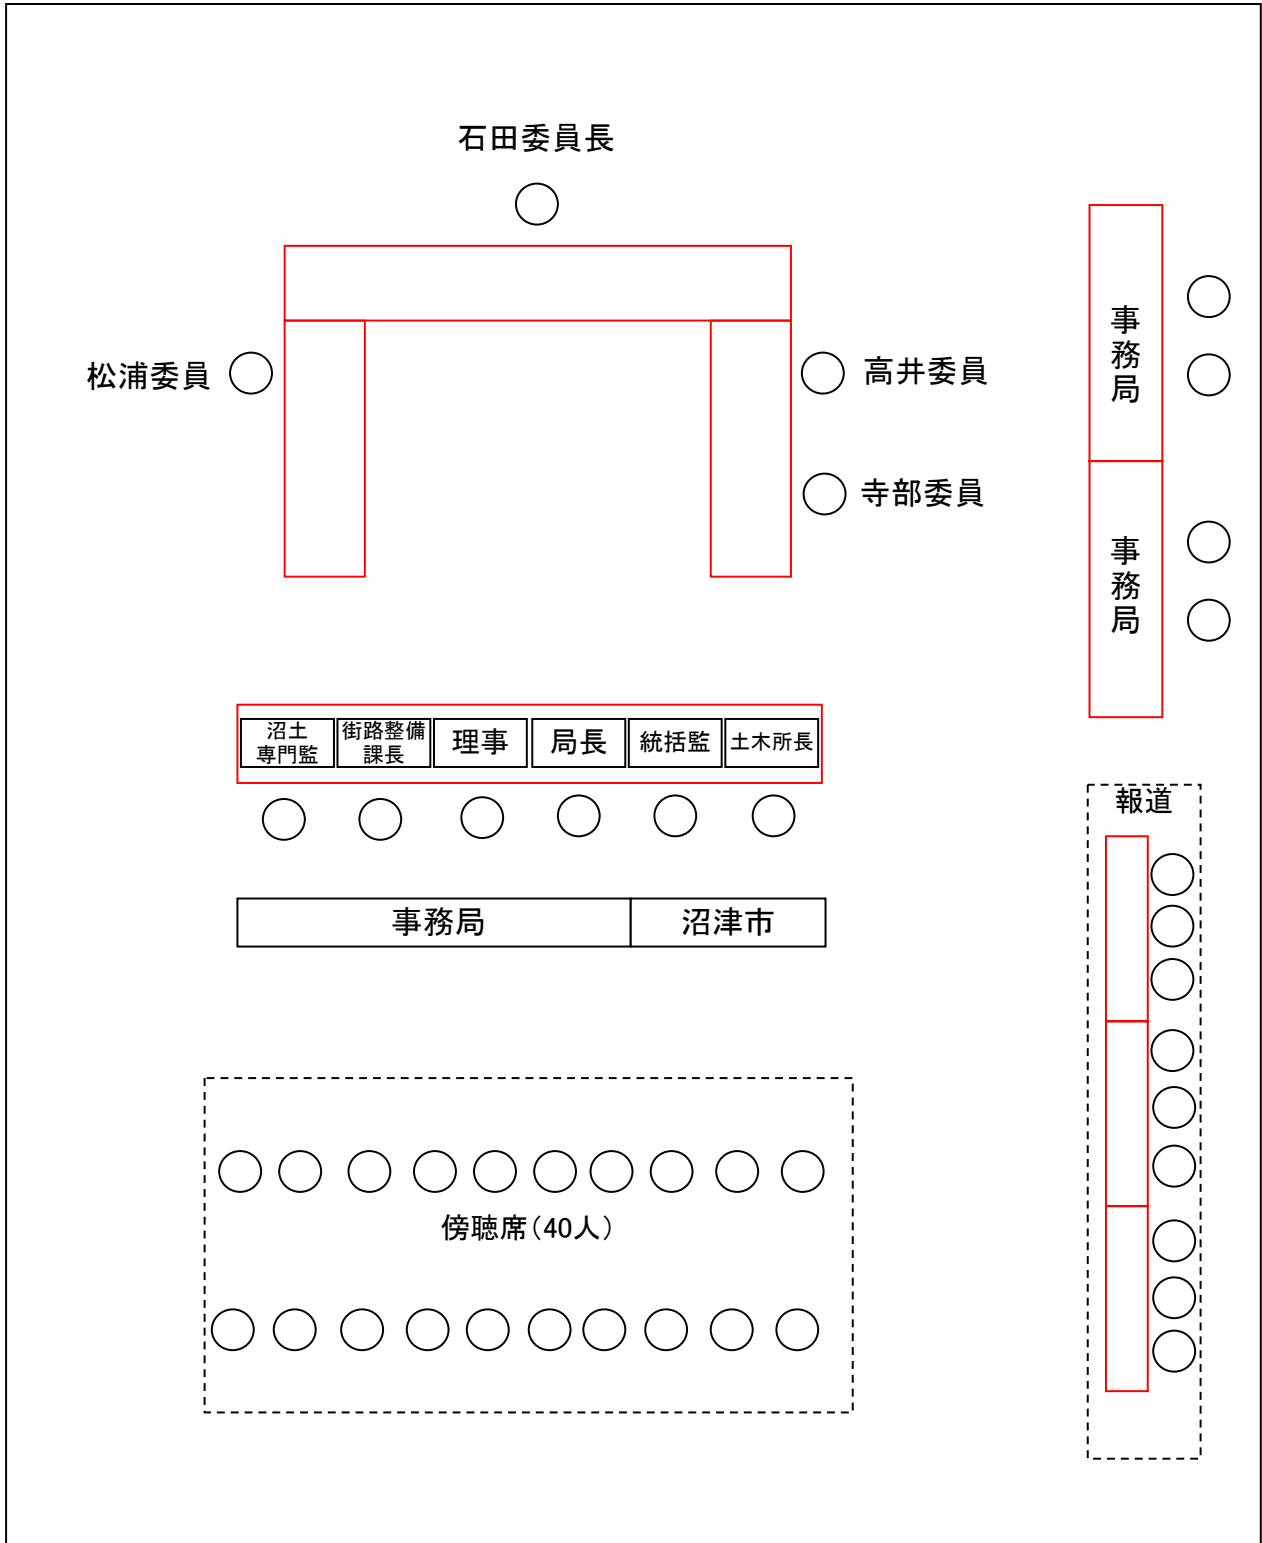 石田委員長
松浦委員
高井委員
寺部委員
事務局
事務局
沼土
専門監
街路整備
課長
理事
局長
統括監
土木所長
報道
事務局
沼津市
傍聴席(40人)